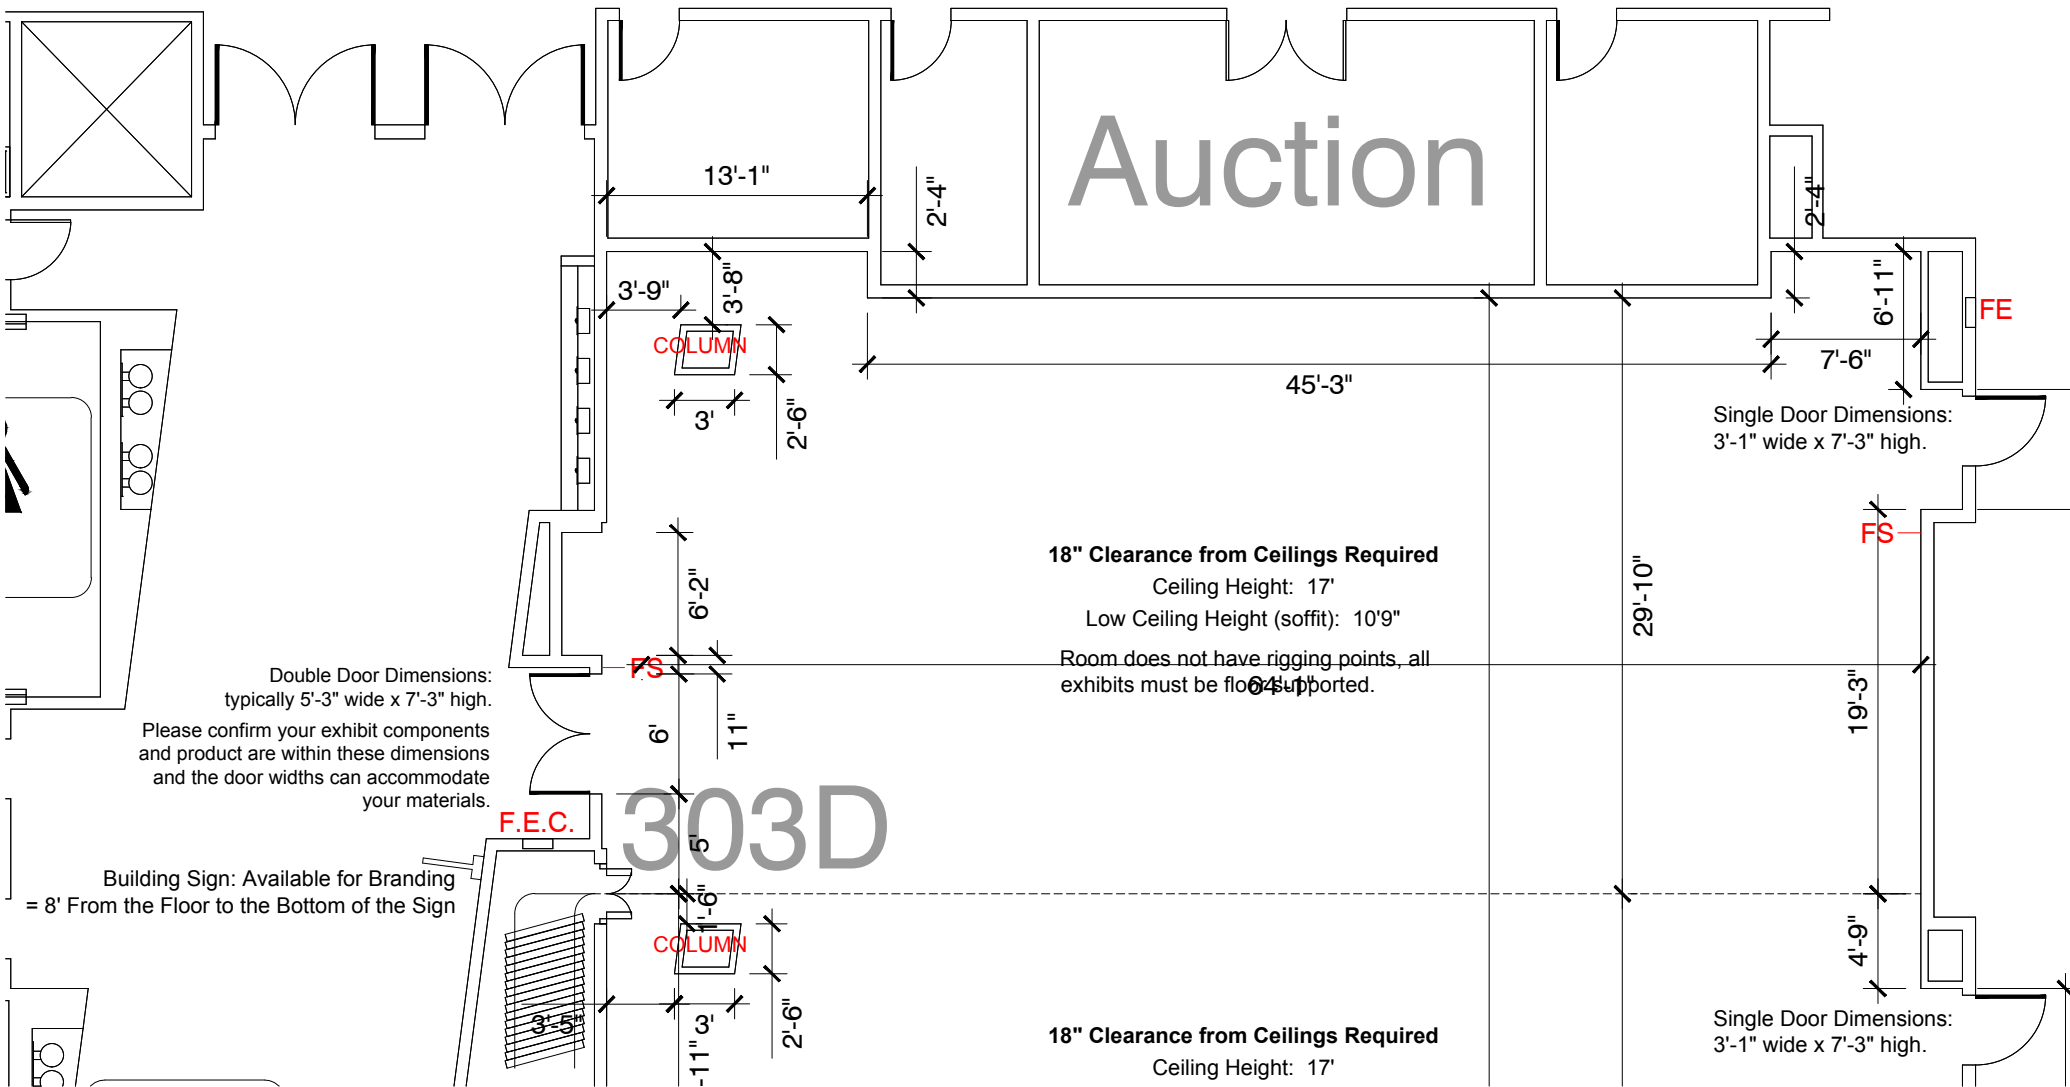 Auction
13'-1"
2'-4"
2'-4"
3'-9"
3'-8"
6'-11"
FE
COLUMN
7'-6"
45'-3"
3'
2'-6"
Single Door Dimensions:
3'-1" wide x 7'-3" high.
FS
18" Clearance from Ceilings Required
Ceiling Height: 17'
Low Ceiling Height (soffit): 10'9"
Room does not have rigging points, all
exhibits must be floor supported.
64'-1"
29'-10"
6'-2"
FS
19'-3"
Double Door Dimensions:
typically 5'-3" wide x 7'-3" high.
Please confirm your exhibit components
and product are within these dimensions
and the door widths can accommodate
your materials.
6'
11"
F.E.C.
303D
5'
Building Sign: Available for Branding
= 8' From the Floor to the Bottom of the Sign
1'-6"
COLUMN
4'-9"
3'-5"
3'
2'-6"
-11"
18" Clearance from Ceilings Required
Ceiling Height: 17'
Single Door Dimensions:
3'-1" wide x 7'-3" high.